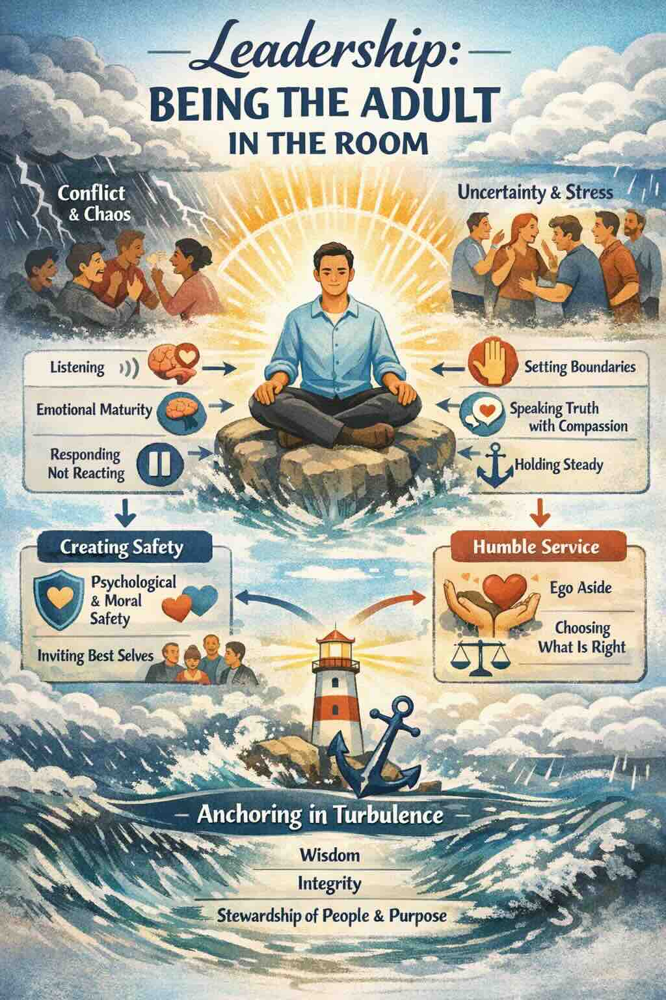 Leadership:
BEING THE ADULT
IN THE ROOM
Conflict
& Chaos
Uncertainty & Stress
Listening
Emotional Maturity
Responding
Not Reacting
Setting Boundaries
Speaking Truth
with Compassion
Holding Steady
Creating Safety
Psychological
& Moral
Safety
Inviting Best Selves
Humble Service
Ego Aside
Choosing
What Is Right
– Anchoring in Turbulence –
Wisdom
Integrity
Stewardship of People & Purpose